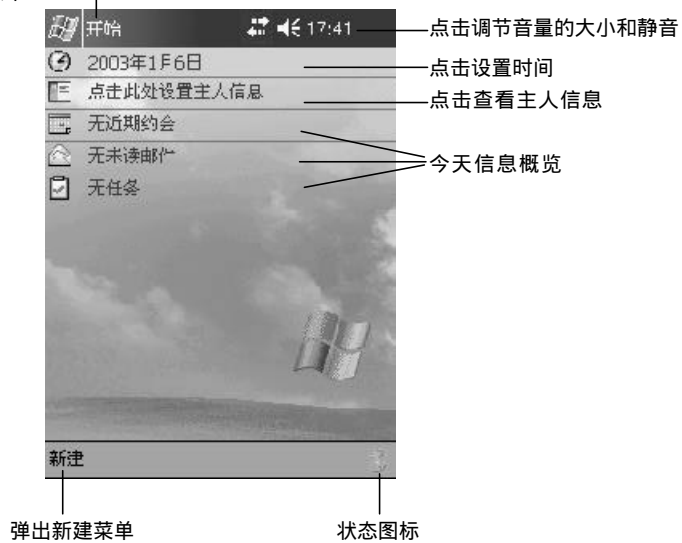 开始 17:41
点击调节音量的大小和静音
2003年1月6日
点击设置时间
点击此处设置主人信息
点击查看主人信息
无近期约会
无未读邮件
今天信息概览
无任务
新建
弹出新建菜单
状态图标